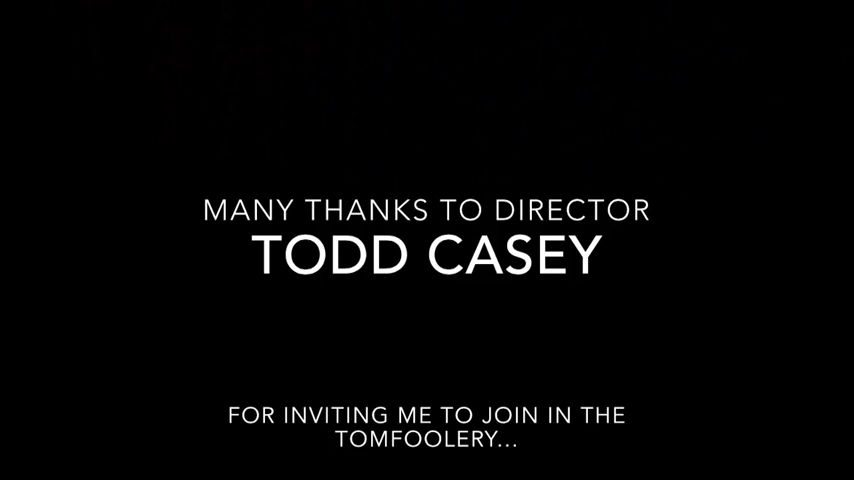 MANY THANKS TO DIRECTOR
TODD CASEY
FOR INVITING ME TO JOIN IN THE
TOMFOOLERY...